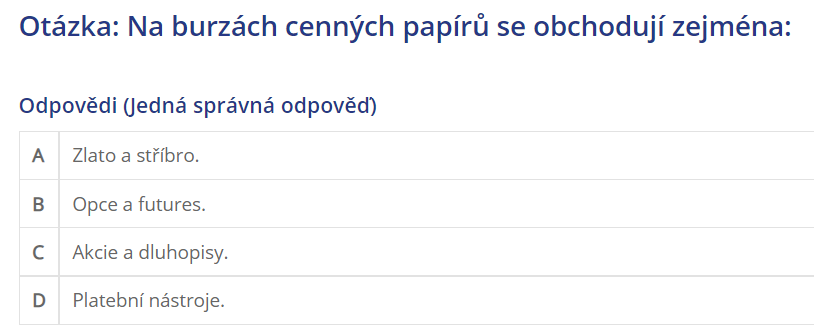 Otázka: Na burzách cenných papírů se obchodují zejména:
Odpovědi (Jedná správná odpověď)
A Zlato a stříbro.
B Opce a futures.
C Akcie a dluhopisy.
D Platební nástroje.